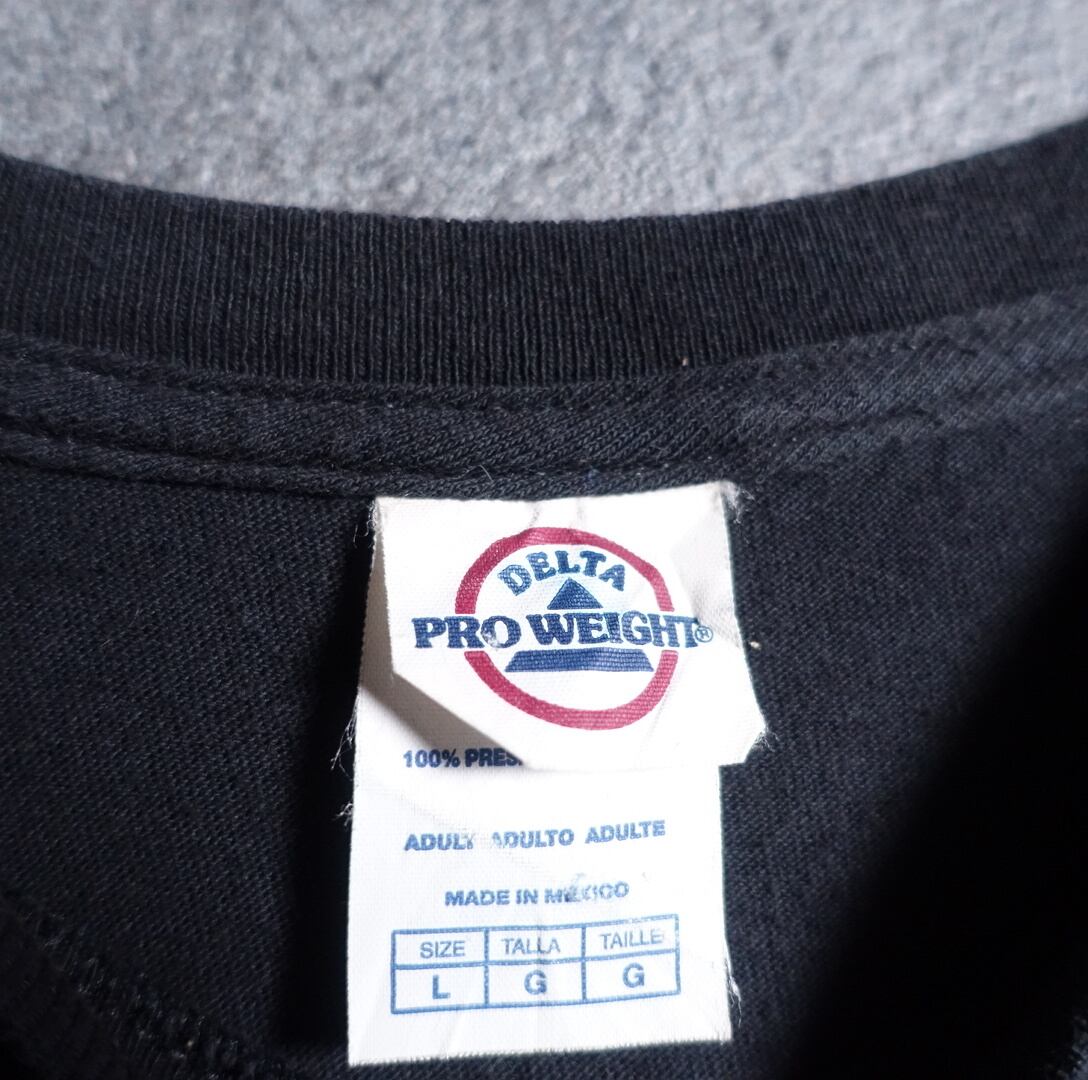 DELTA
PRO WEIGHT®
100% PRES
ADULT ADULTO ADULTE
MADE IN MEXICO
SIZE TALLA TAILLE
L G G